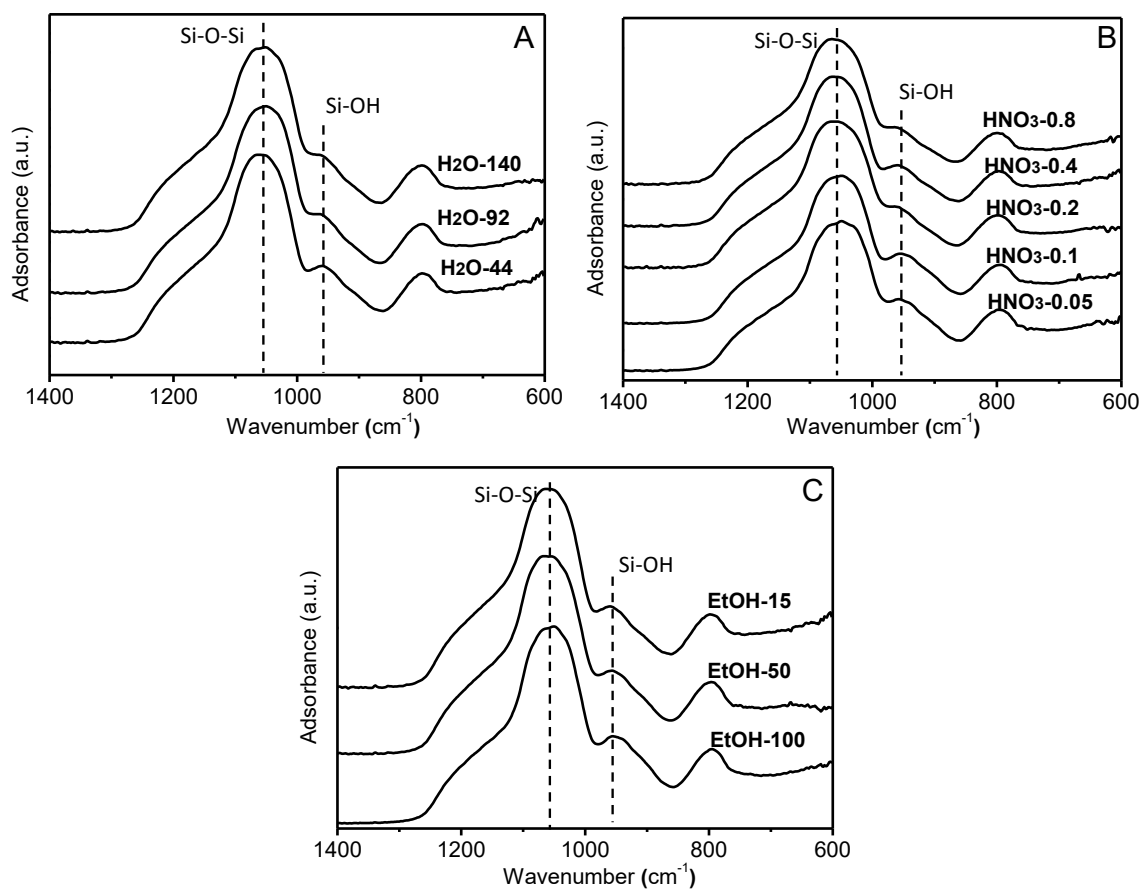 A
Si-O-Si
Si-OH
H2O-140
H2O-92
H2O-44
Adsorbance (a.u.)
1400 1200 1000 800 600
Wavenumber (cm-1)
B
Si-O-Si
Si-OH
HNO3-0.8
HNO3-0.4
HNO3-0.2
HNO3-0.1
HNO3-0.05
Adsorbance (a.u.)
1400 1200 1000 800 600
Wavenumber (cm-1)
C
Si-O-Si
Si-OH
EtOH-15
EtOH-50
EtOH-100
Adsorbance (a.u.)
1400 1200 1000 800 600
Wavenumber (cm-1)